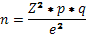 n = Z² * p * q / e²